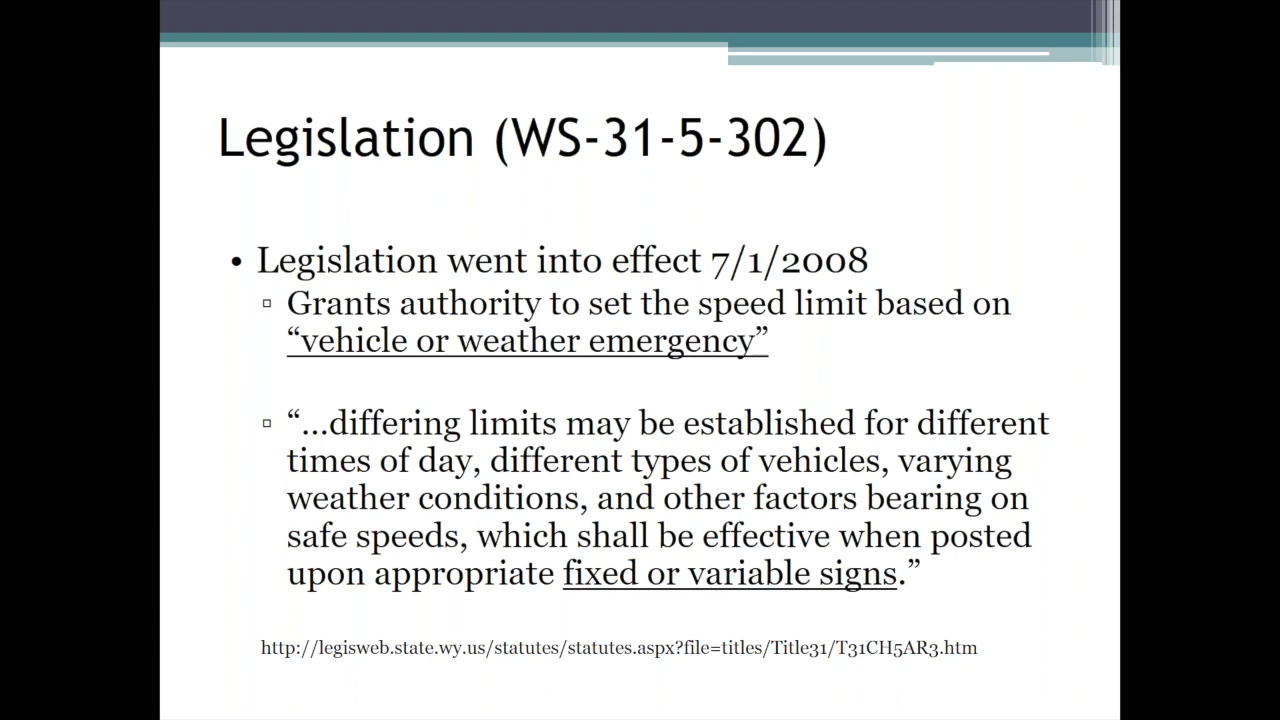 Legislation (WS-31-5-302)
• Legislation went into effect 7/1/2008
▫ Grants authority to set the speed limit based on
“vehicle or weather emergency”
▫ “…differing limits may be established for different
times of day, different types of vehicles, varying
weather conditions, and other factors bearing on
safe speeds, which shall be effective when posted
upon appropriate fixed or variable signs.”
http://legisweb.state.wy.us/statutes/statutes.aspx?file=titles/Title31/T31CH5AR3.htm